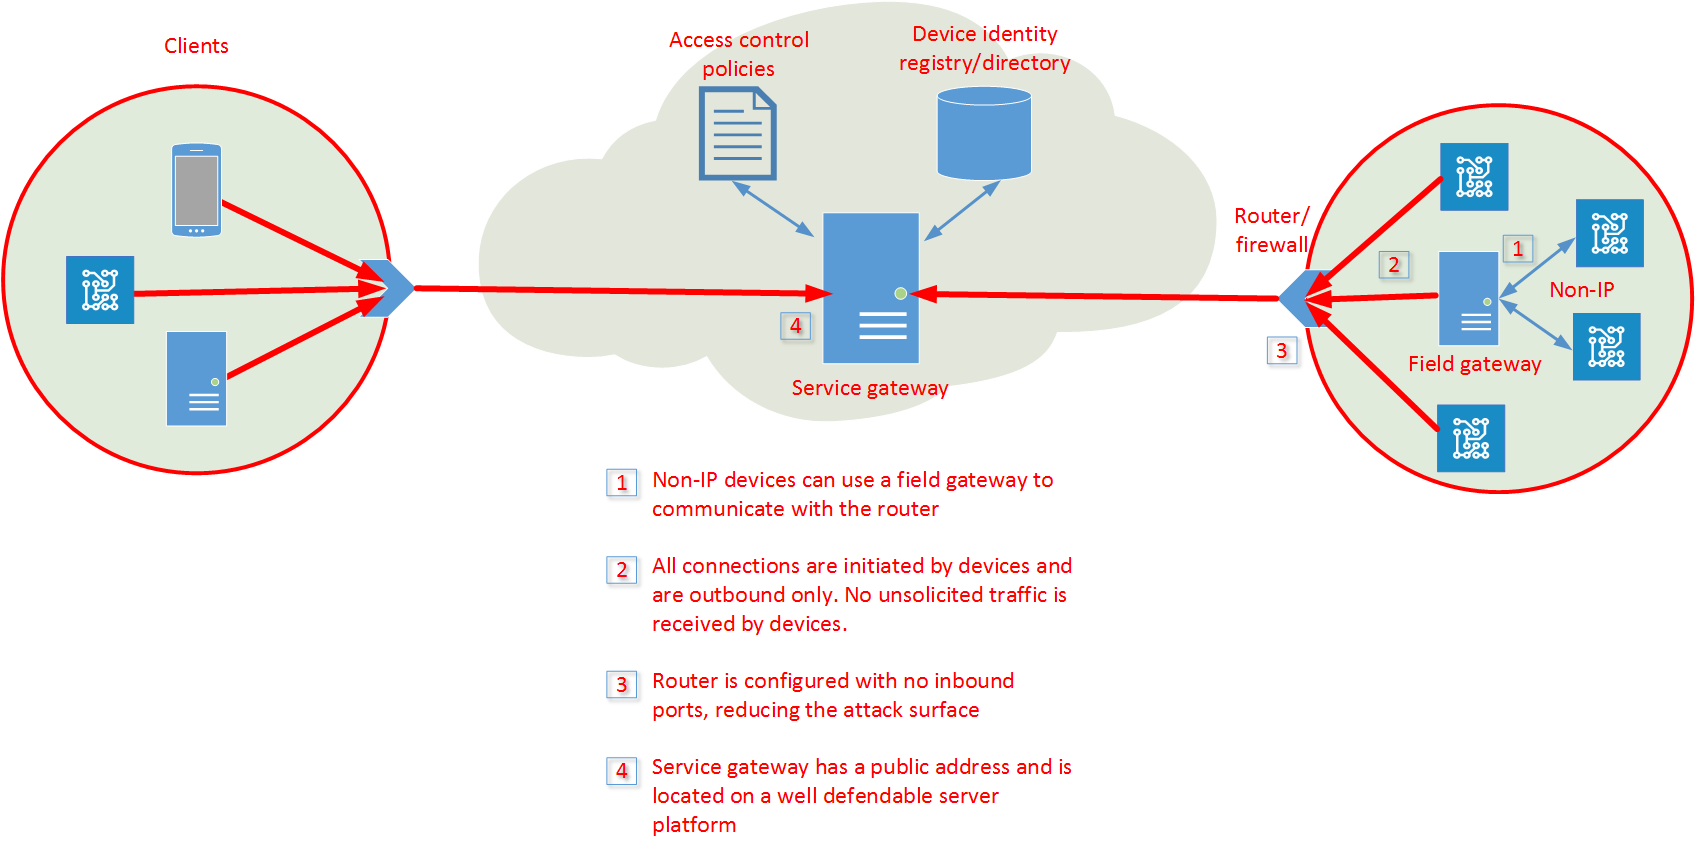 Clients
Access control
policies
Device identity
registry/directory
Router/
firewall
1
2
Non-IP
4
3
Field gateway
Service gateway
1 Non-IP devices can use a field gateway to
communicate with the router
2 All connections are initiated by devices and
are outbound only. No unsolicited traffic is
received by devices.
3 Router is configured with no inbound
ports, reducing the attack surface
4 Service gateway has a public address and is
located on a well defendable server
platform